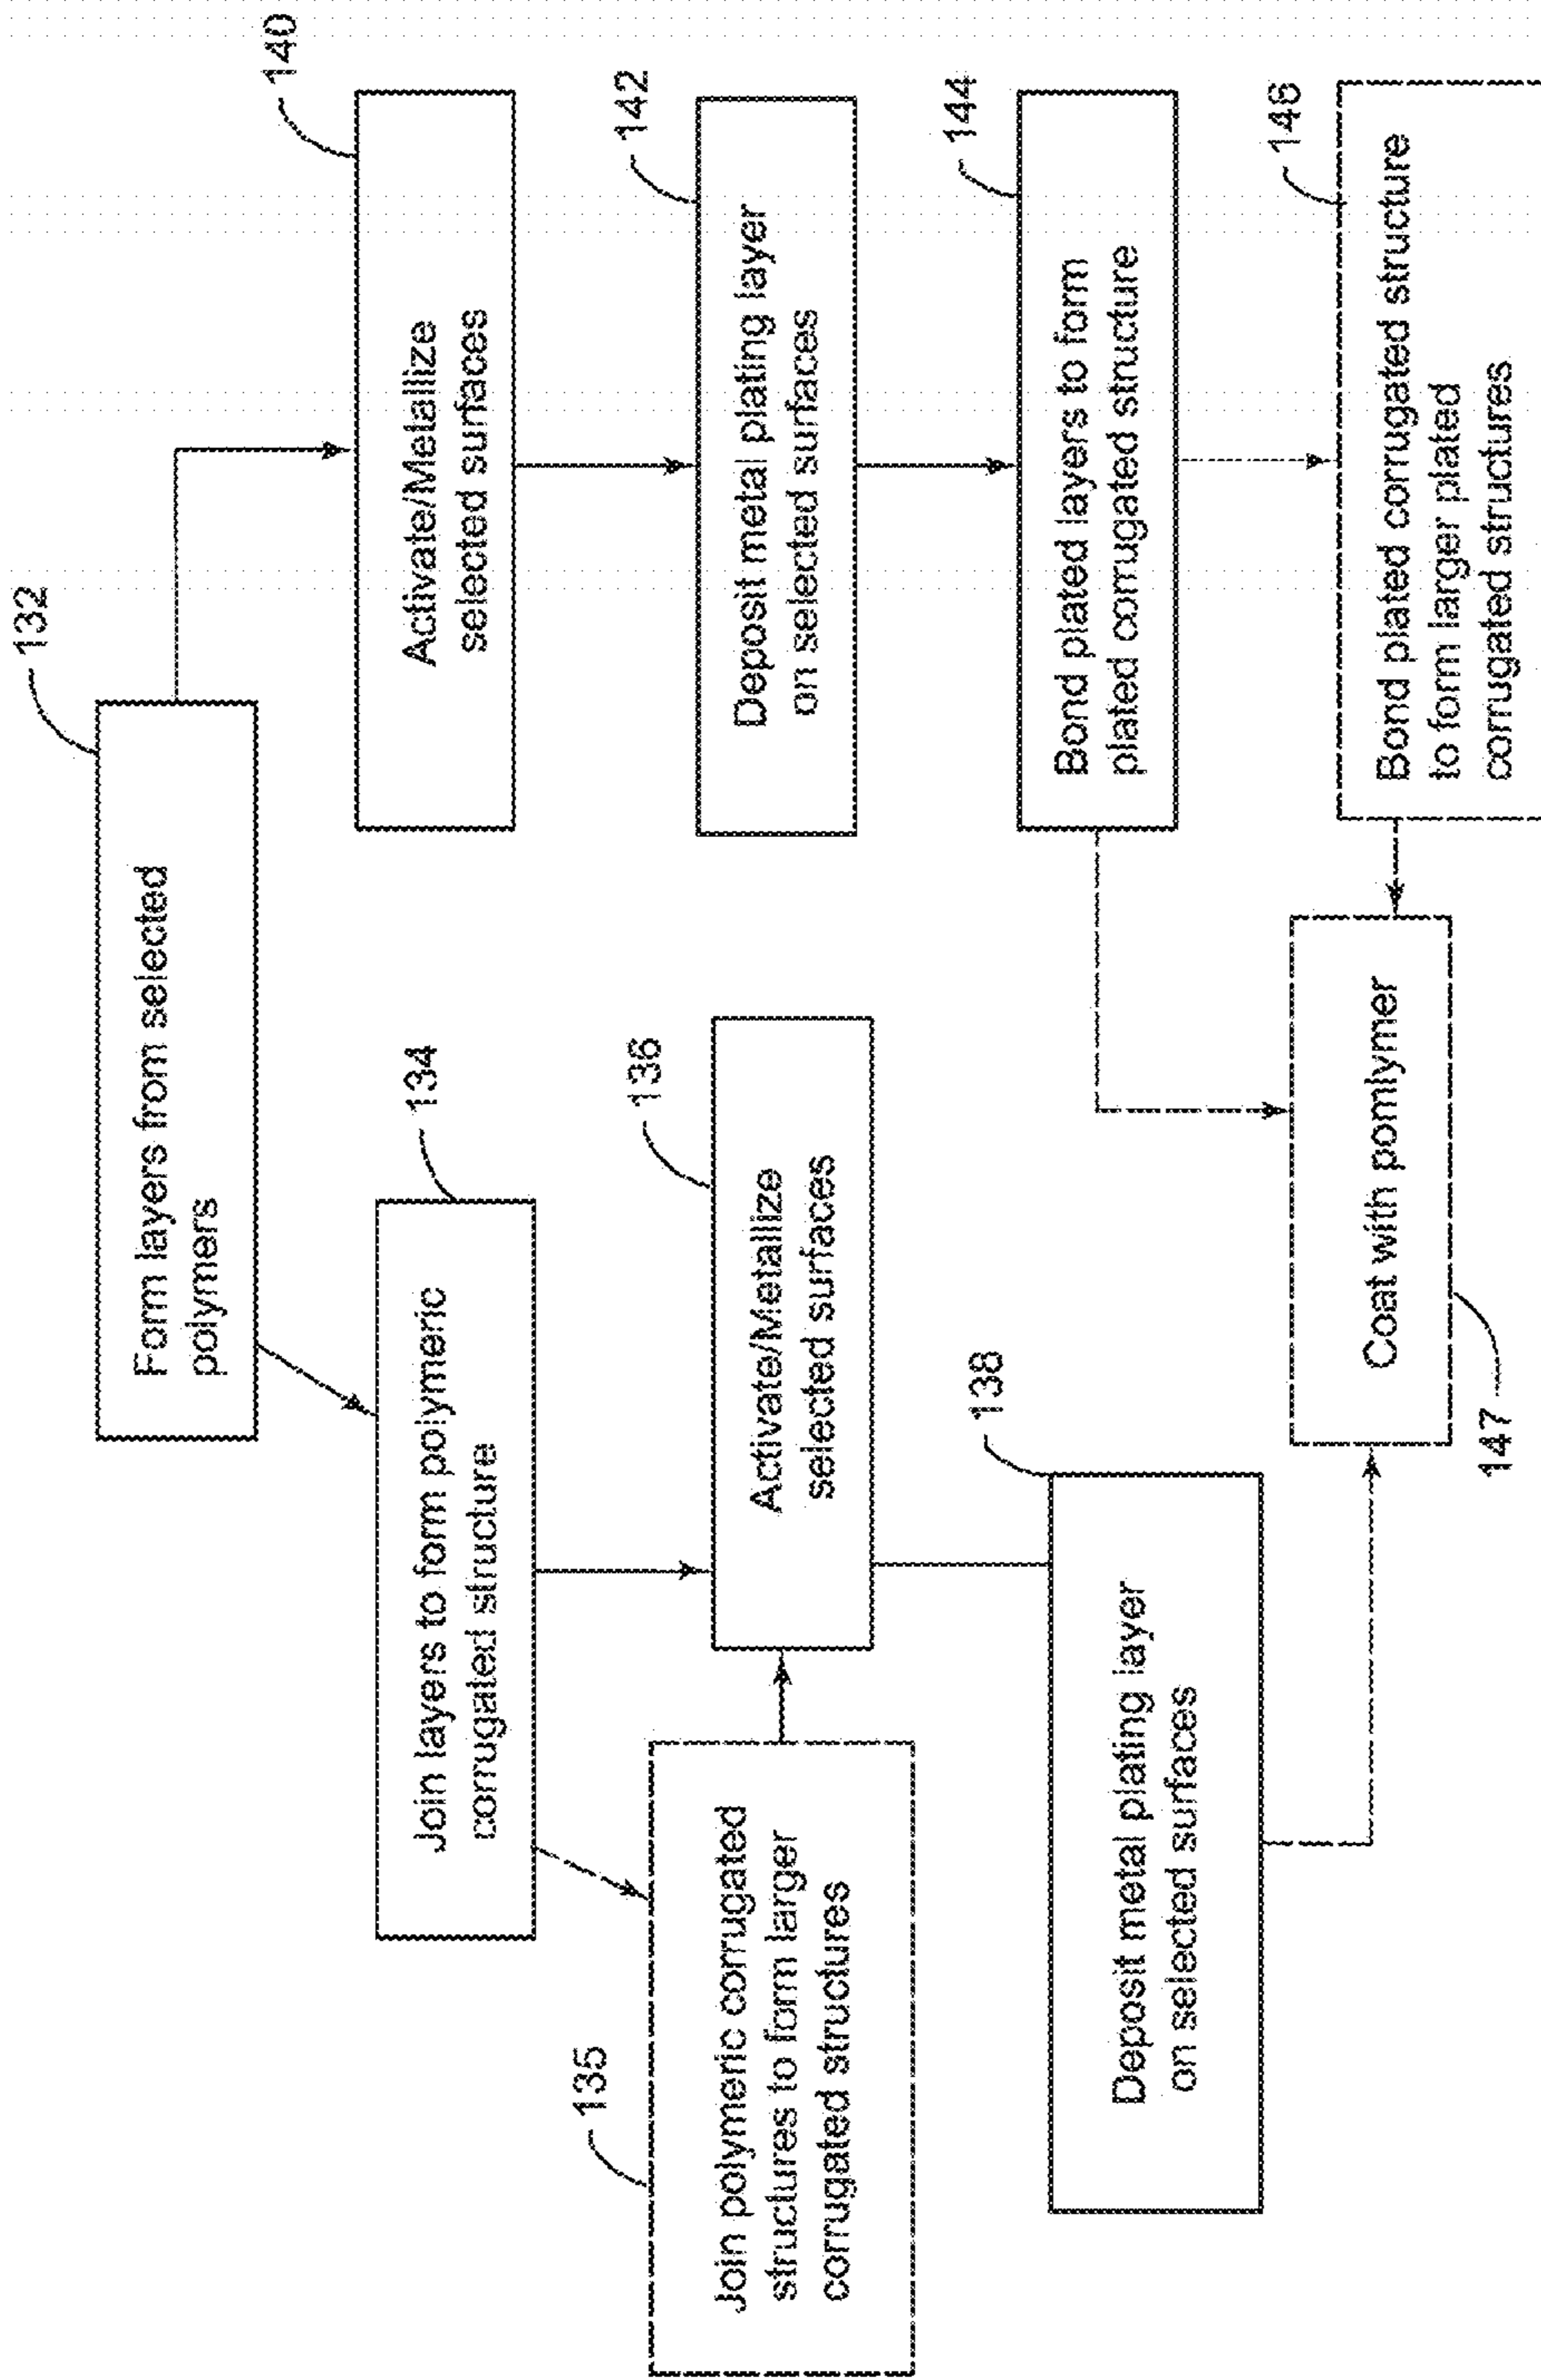 132
Form layers from selected
polymers
134
Join layers to form polymeric
corrugated structure
140
Activate/Metallize
selected surfaces
135
Join polymeric corrugated
structures to form larger
corrugated structures
136
Activate/Metallize
selected surfaces
142
Deposit metal plating layer
on selected surfaces
138
Deposit metal plating layer
on selected surfaces
144
Bond plated layers to form
plated corrugated structure
147
Coat with pomlymer
146
Bond plated corrugated structure
to form larger plated
corrugated structures